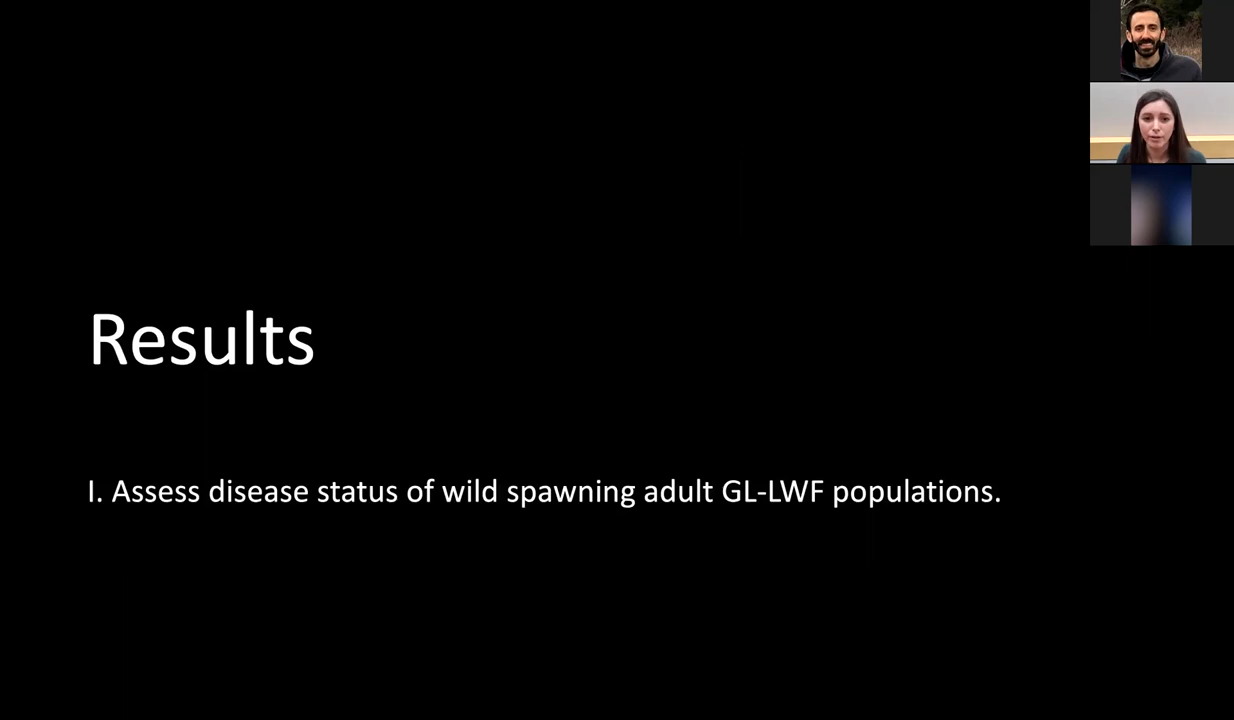 Results
I. Assess disease status of wild spawning adult GL-LWF populations.